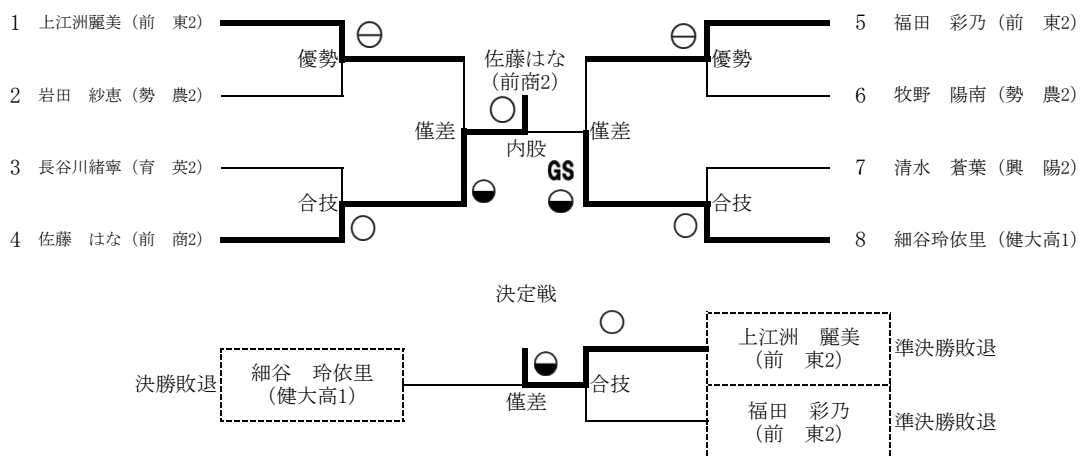 1 上江洲麗美（前　東2）
優勢
2 岩田　紗恵（勢　農2）
僅差
3 長谷川緒寧（育　英2）
合技
4 佐藤　はな（前　商2）
佐藤はな
（前商2）
内股
GS
5 福田　彩乃（前　東2）
優勢
6 牧野　陽南（勢　農2）
僅差
7 清水　蒼葉（興　陽2）
合技
8 細谷玲依里（健大高1）
決定戦
決勝敗退
細谷　玲依里
（健大高1）
僅差
合技
上江洲　麗美
（前　東2）
準決勝敗退
福田　彩乃
（前　東2）
準決勝敗退